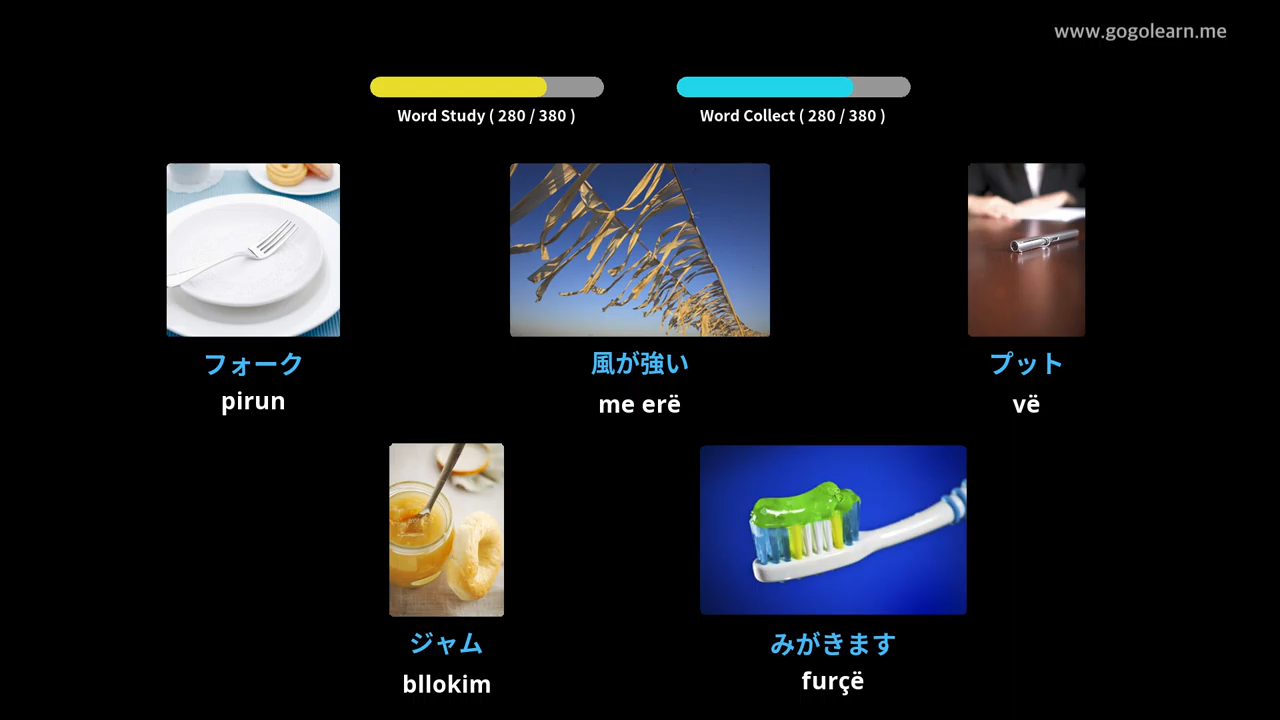 www.gogolearn.me
Word Study ( 280 / 380 )
Word Collect ( 280 / 380 )
フォーク
pirun
風が強い
me erë
プット
vë
ジャム
bllokim
みがきます
furçë